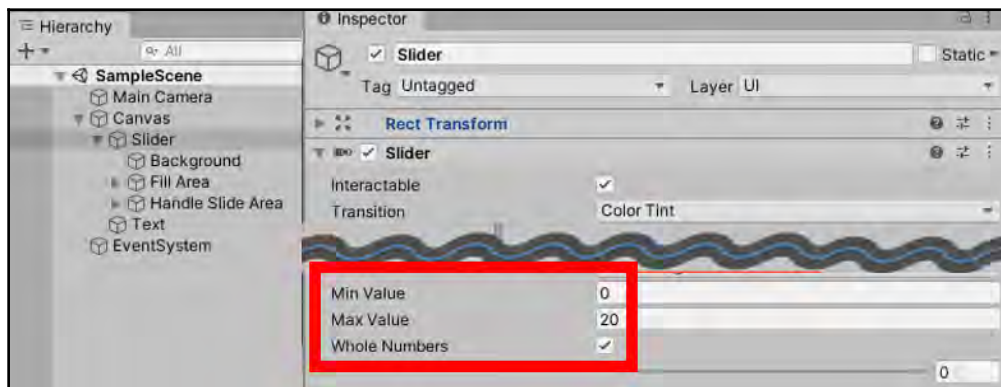 Hierarchy
All
SampleScene
Main Camera
Canvas
Slider
Background
Fill Area
Handle Slide Area
Text
EventSystem
Inspector
Slider
Static
Tag Untagged
Layer UI
Rect Transform
Slider
Interactable
Transition
Color Tint
Min Value
0
Max Value
20
Whole Numbers
0